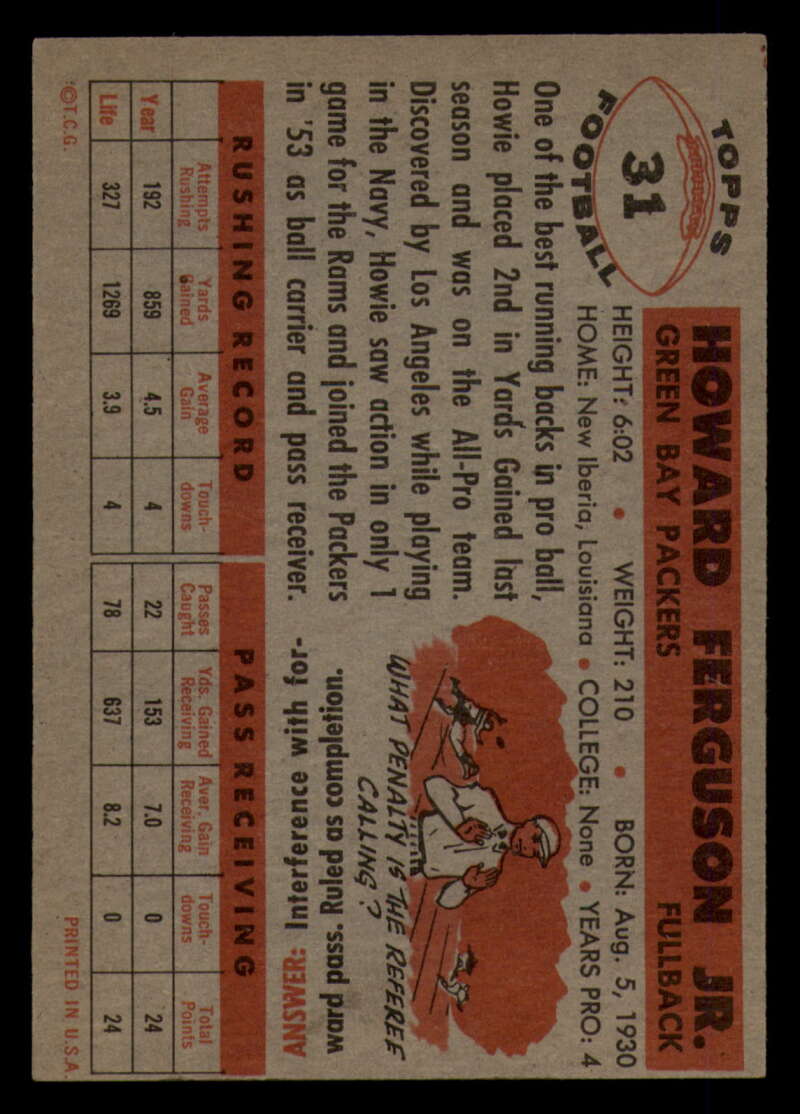 TOPPS
31
FOOTBALL
HOWARD FERGUSON JR.
GREEN BAY PACKERS FULLBACK
HEIGHT: 6:02 • WEIGHT: 210 • BORN: Aug. 5, 1930
HOME: New Iberia, Louisiana • COLLEGE: None • YEARS PRO: 4
One of the best running backs in pro ball,
Howie placed 2nd in Yards Gained last
season and was on the All-Pro team.
Discovered by Los Angeles while playing
in the Navy, Howie saw action in only 1
game for the Rams and joined the Packers
in '53 as ball carrier and pass receiver.
WHAT PENALTY IS THE REFEREE
CALLING?
ANSWER: Interference with for-
ward pass. Ruled as completion.
RUSHING RECORD PASS RECEIVING
Attempts Rushing Yards Gained Average Gain Touch-downs Passes Caught Yds. Gained Receiving Aver. Gain Receiving Touch-downs Total Points
Year 192 859 4.5 4 22 153 7.0 0 24
Life 327 1269 3.9 4 78 637 8.2 0 24
©T.C.G. PRINTED IN U.S.A.